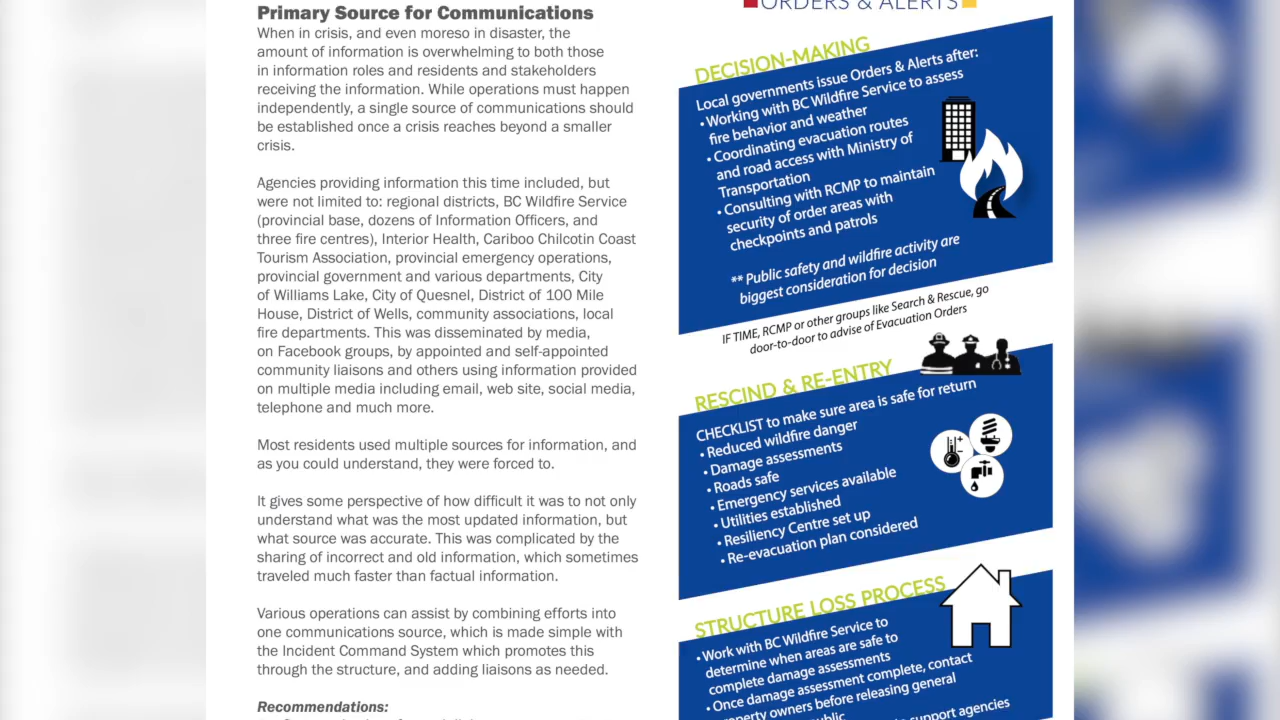 Primary Source for Communications
When in crisis, and even moreso in disaster, the
amount of information is overwhelming to both those
in information roles and residents and stakeholders
receiving the information. While operations must happen
independently, a single source of communications should
be established once a crisis reaches beyond a smaller
crisis.
Agencies providing information this time included, but
were not limited to: regional districts, BC Wildfire Service
(provincial base, dozens of Information Officers, and
three fire centres), Interior Health, Cariboo Chilcotin Coast
Tourism Association, provincial emergency operations,
provincial government and various departments, City
of Williams Lake, City of Quesnel, District of 100 Mile
House, District of Wells, community associations, local
fire departments. This was disseminated by media,
on Facebook groups, by appointed and self-appointed
community liaisons and others using information provided
on multiple media including email, web site, social media,
telephone and much more.
Most residents used multiple sources for information, and
as you could understand, they were forced to.
It gives some perspective of how difficult it was to not only
understand what was the most updated information, but
what source was accurate. This was complicated by the
sharing of incorrect and old information, which sometimes
traveled much faster than factual information.
Various operations can assist by combining efforts into
one communications source, which is made simple with
the Incident Command System which promotes this
through the structure, and adding liaisons as needed.
Recommendations:
ORDERS & ALERTS
DECISION-MAKING
Local governments issue Orders & Alerts after:
• Working with BC Wildfire Service to assess
fire behavior and weather
• Coordinating evacuation routes
and road access with Ministry of
Transportation
• Consulting with RCMP to maintain
security of order areas with
checkpoints and patrols
** Public safety and wildfire activity are
biggest consideration for decision
IF TIME, RCMP or other groups like Search & Rescue, go
door-to-door to advise of Evacuation Orders
RESCIND & RE-ENTRY
CHECKLIST to make sure area is safe for return
• Reduced wildfire danger
• Damage assessments
• Roads safe
• Emergency services available
• Utilities established
• Resiliency Centre set up
• Re-evacuation plan considered
STRUCTURE LOSS PROCESS
• Work with BC Wildfire Service to
determine when areas are safe to
complete damage assessments
• Once damage assessment complete, contact
property owners before releasing general
public
support agencies